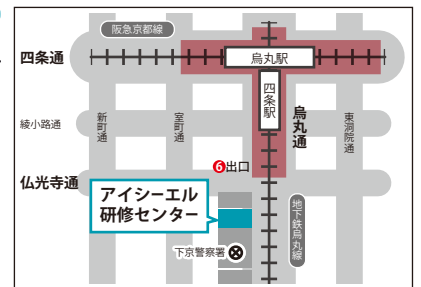 阪急京都線
四条通
烏丸駅
四条駅
烏丸通
綾小路通
新町通
室町通
東洞院通
❻出口
仏光寺通
アイシーエル
研修センター
地下鉄烏丸線
下京警察署